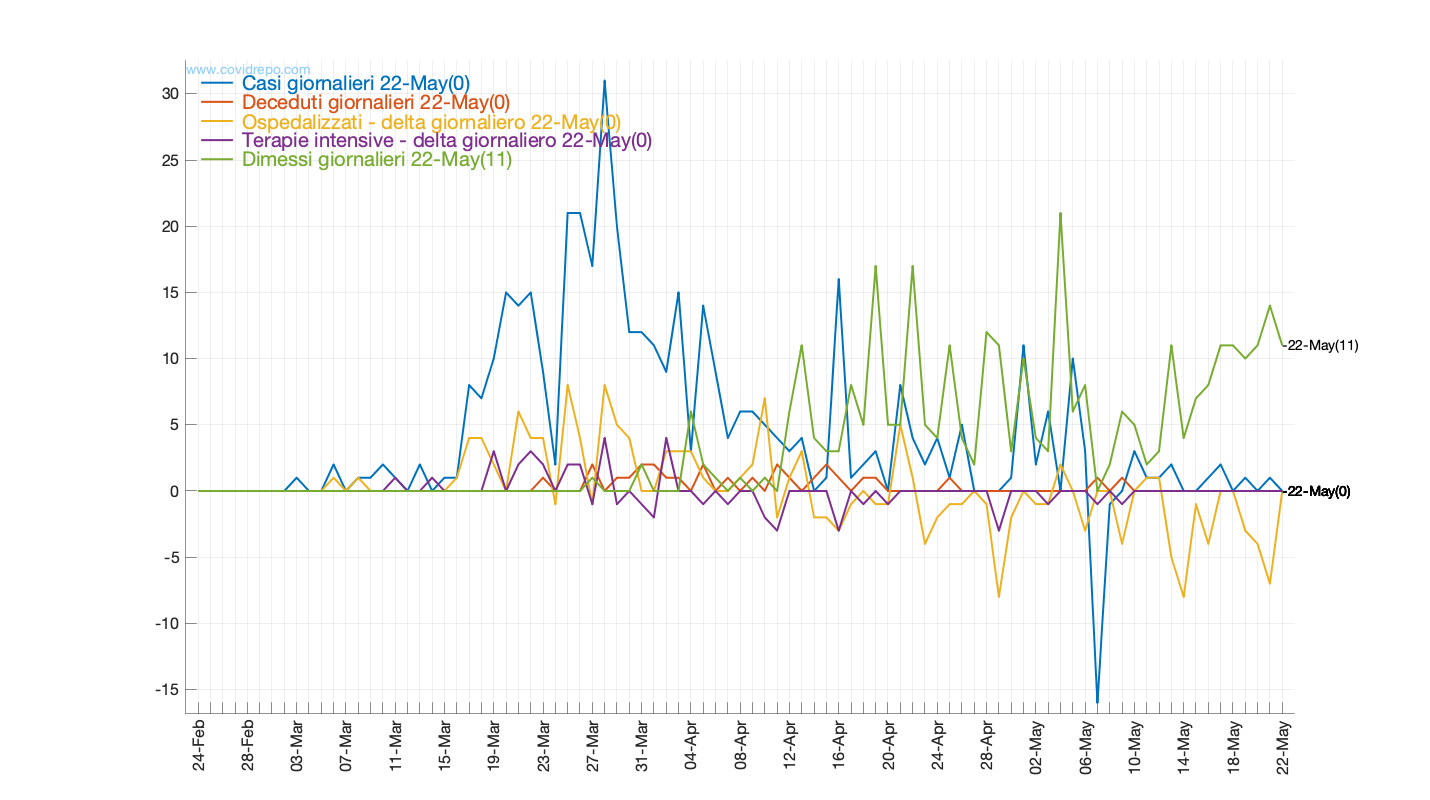 www.covidrepo.com
Casi giornalieri 22-May(0)
Deceduti giornalieri 22-May(0)
Ospedalizzati - delta giornaliero 22-May(0)
Terapie intensive - delta giornaliero 22-May(0)
Dimessi giornalieri 22-May(11)
30
25
20
15
10
5
0
-5
-10
-15
22-May(11)
22-May(0)
24-Feb
28-Feb
03-Mar
07-Mar
11-Mar
15-Mar
19-Mar
23-Mar
27-Mar
31-Mar
04-Apr
08-Apr
12-Apr
16-Apr
20-Apr
24-Apr
28-Apr
02-May
06-May
10-May
14-May
18-May
22-May